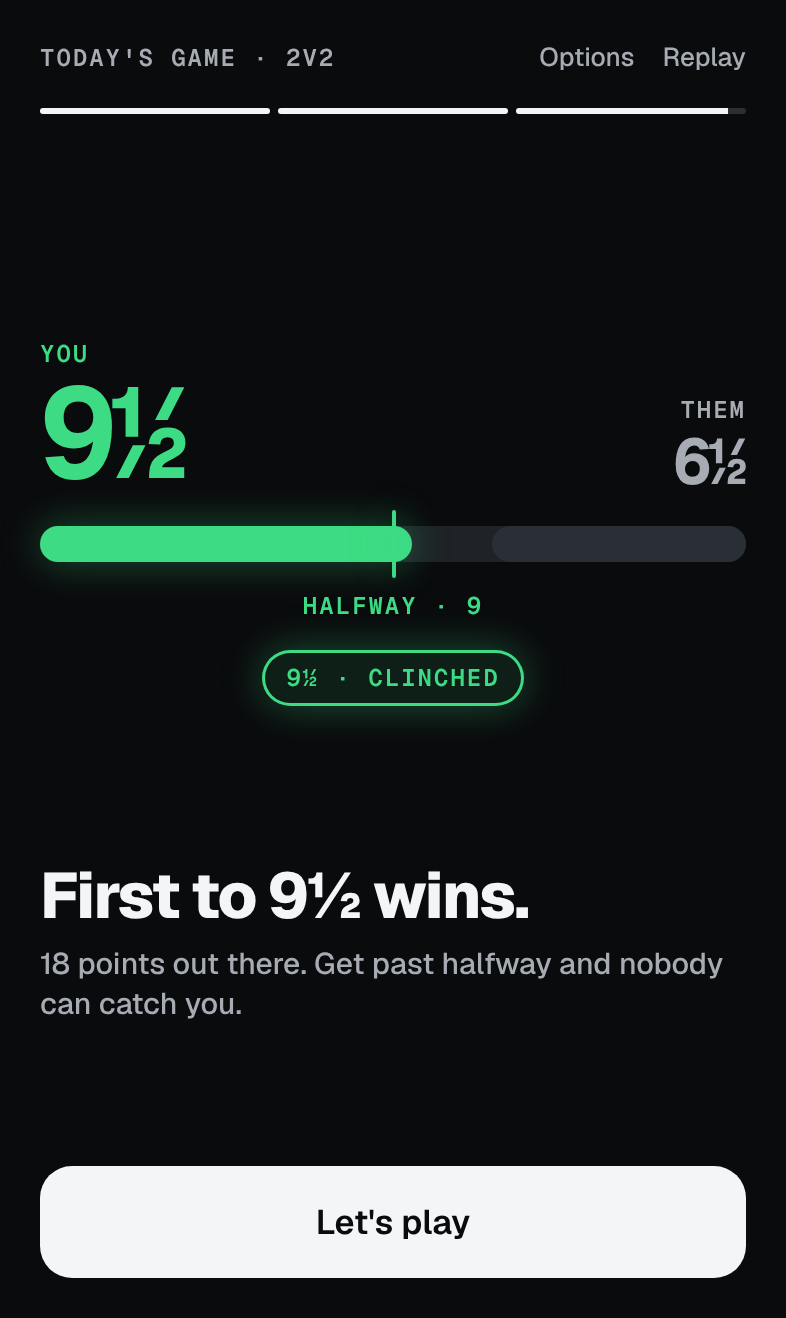 TODAY'S GAME · 2V2
Options Replay
YOU
9½
THEM
6½
HALFWAY · 9
9½ · CLINCHED
First to 9½ wins.
18 points out there. Get past halfway and nobody
can catch you.
Let's play